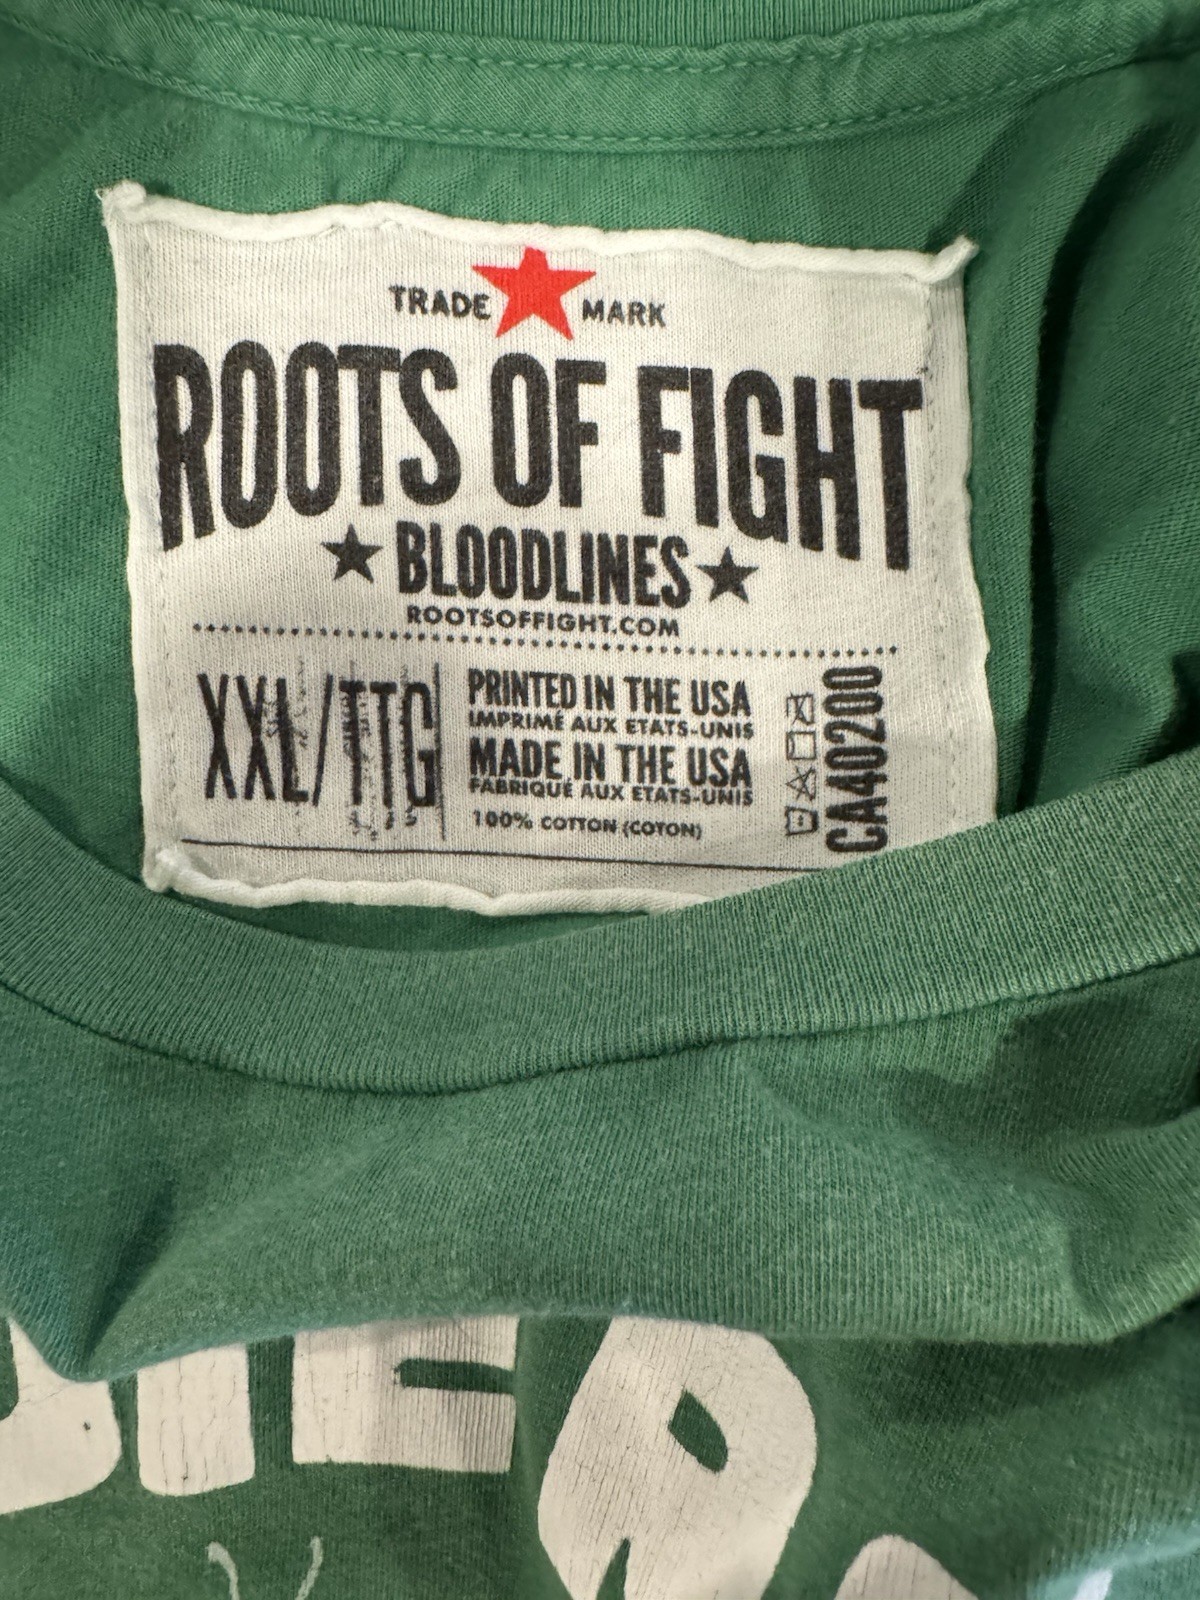 TRADE MARK
ROOTS OF FIGHT
BLOODLINES
ROOTSOFFIGHT.COM
XXL/TTG
PRINTED IN THE USA
IMPRIMÉ AUX ETATS-UNIS
MADE IN THE USA
FABRIQUÉ AUX ETATS-UNIS
100% COTTON (COTON)
CA40200